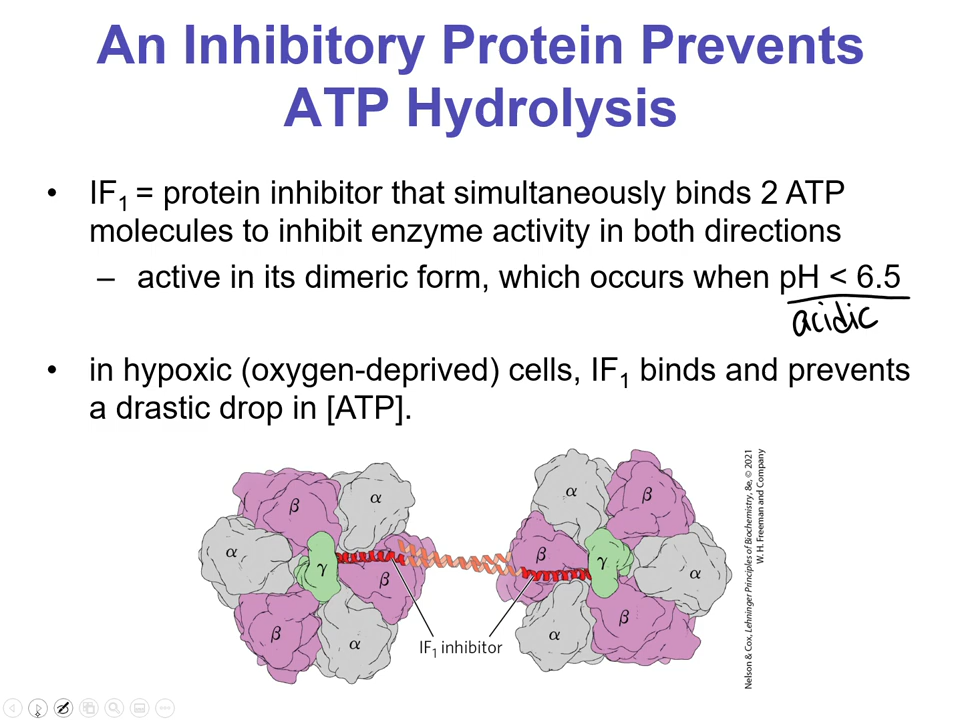 An Inhibitory Protein Prevents
ATP Hydrolysis
• IF₁ = protein inhibitor that simultaneously binds 2 ATP
molecules to inhibit enzyme activity in both directions
– active in its dimeric form, which occurs when pH < 6.5
acidic
• in hypoxic (oxygen-deprived) cells, IF₁ binds and prevents
a drastic drop in [ATP].
β
α
α
γ
β
β
α
α
β
β
γ
α
β
α
IF₁ inhibitor
Nelson & Cox, Lehninger Principles of Biochemistry, 8e, © 2021
W. H. Freeman and Company